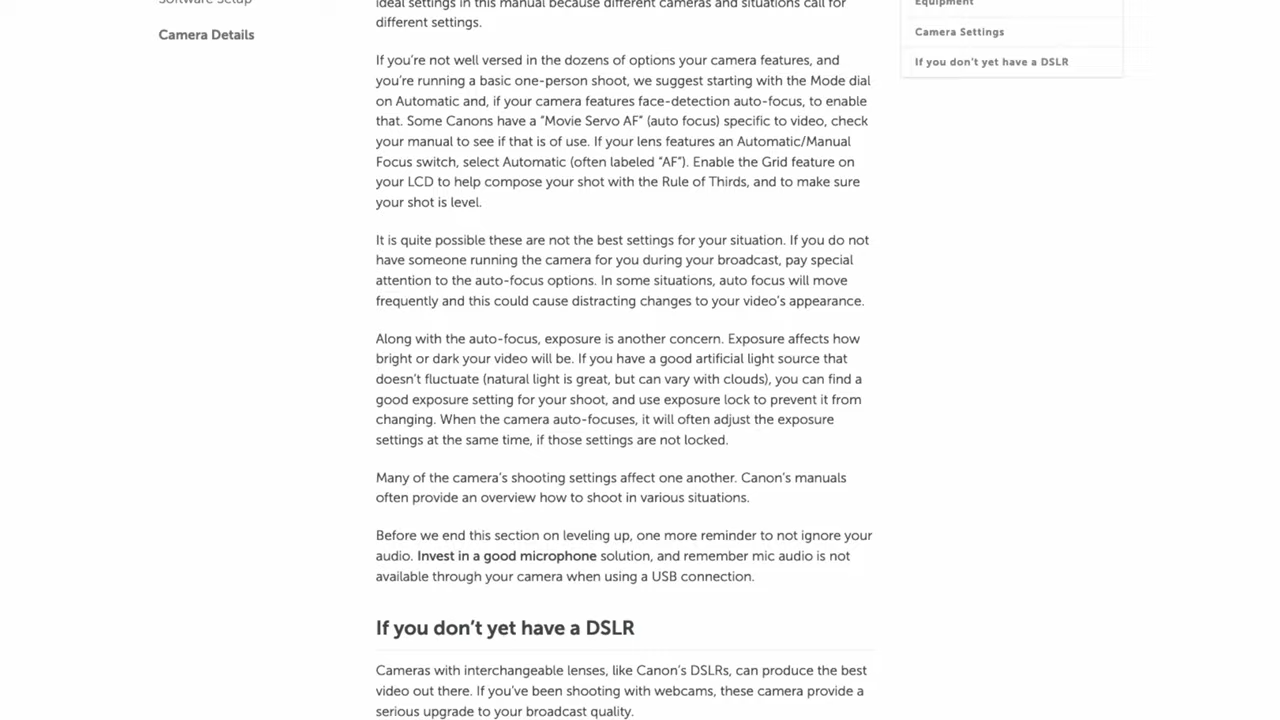 Software Setup
Camera Details
ideal settings in this manual because different cameras and situations call for
different settings.
If you're not well versed in the dozens of options your camera features, and
you're running a basic one-person shoot, we suggest starting with the Mode dial
on Automatic and, if your camera features face-detection auto-focus, to enable
that. Some Canons have a “Movie Servo AF” (auto focus) specific to video, check
your manual to see if that is of use. If your lens features an Automatic/Manual
Focus switch, select Automatic (often labeled “AF”). Enable the Grid feature on
your LCD to help compose your shot with the Rule of Thirds, and to make sure
your shot is level.
It is quite possible these are not the best settings for your situation. If you do not
have someone running the camera for you during your broadcast, pay special
attention to the auto-focus options. In some situations, auto focus will move
frequently and this could cause distracting changes to your video's appearance.
Along with the auto-focus, exposure is another concern. Exposure affects how
bright or dark your video will be. If you have a good artificial light source that
doesn't fluctuate (natural light is great, but can vary with clouds), you can find a
good exposure setting for your shoot, and use exposure lock to prevent it from
changing. When the camera auto-focuses, it will often adjust the exposure
settings at the same time, if those settings are not locked.
Many of the camera's shooting settings affect one another. Canon's manuals
often provide an overview how to shoot in various situations.
Before we end this section on leveling up, one more reminder to not ignore your
audio. Invest in a good microphone solution, and remember mic audio is not
available through your camera when using a USB connection.
If you don't yet have a DSLR
Cameras with interchangeable lenses, like Canon's DSLRs, can produce the best
video out there. If you've been shooting with webcams, these camera provide a
serious upgrade to your broadcast quality.
Equipment
Camera Settings
If you don't yet have a DSLR